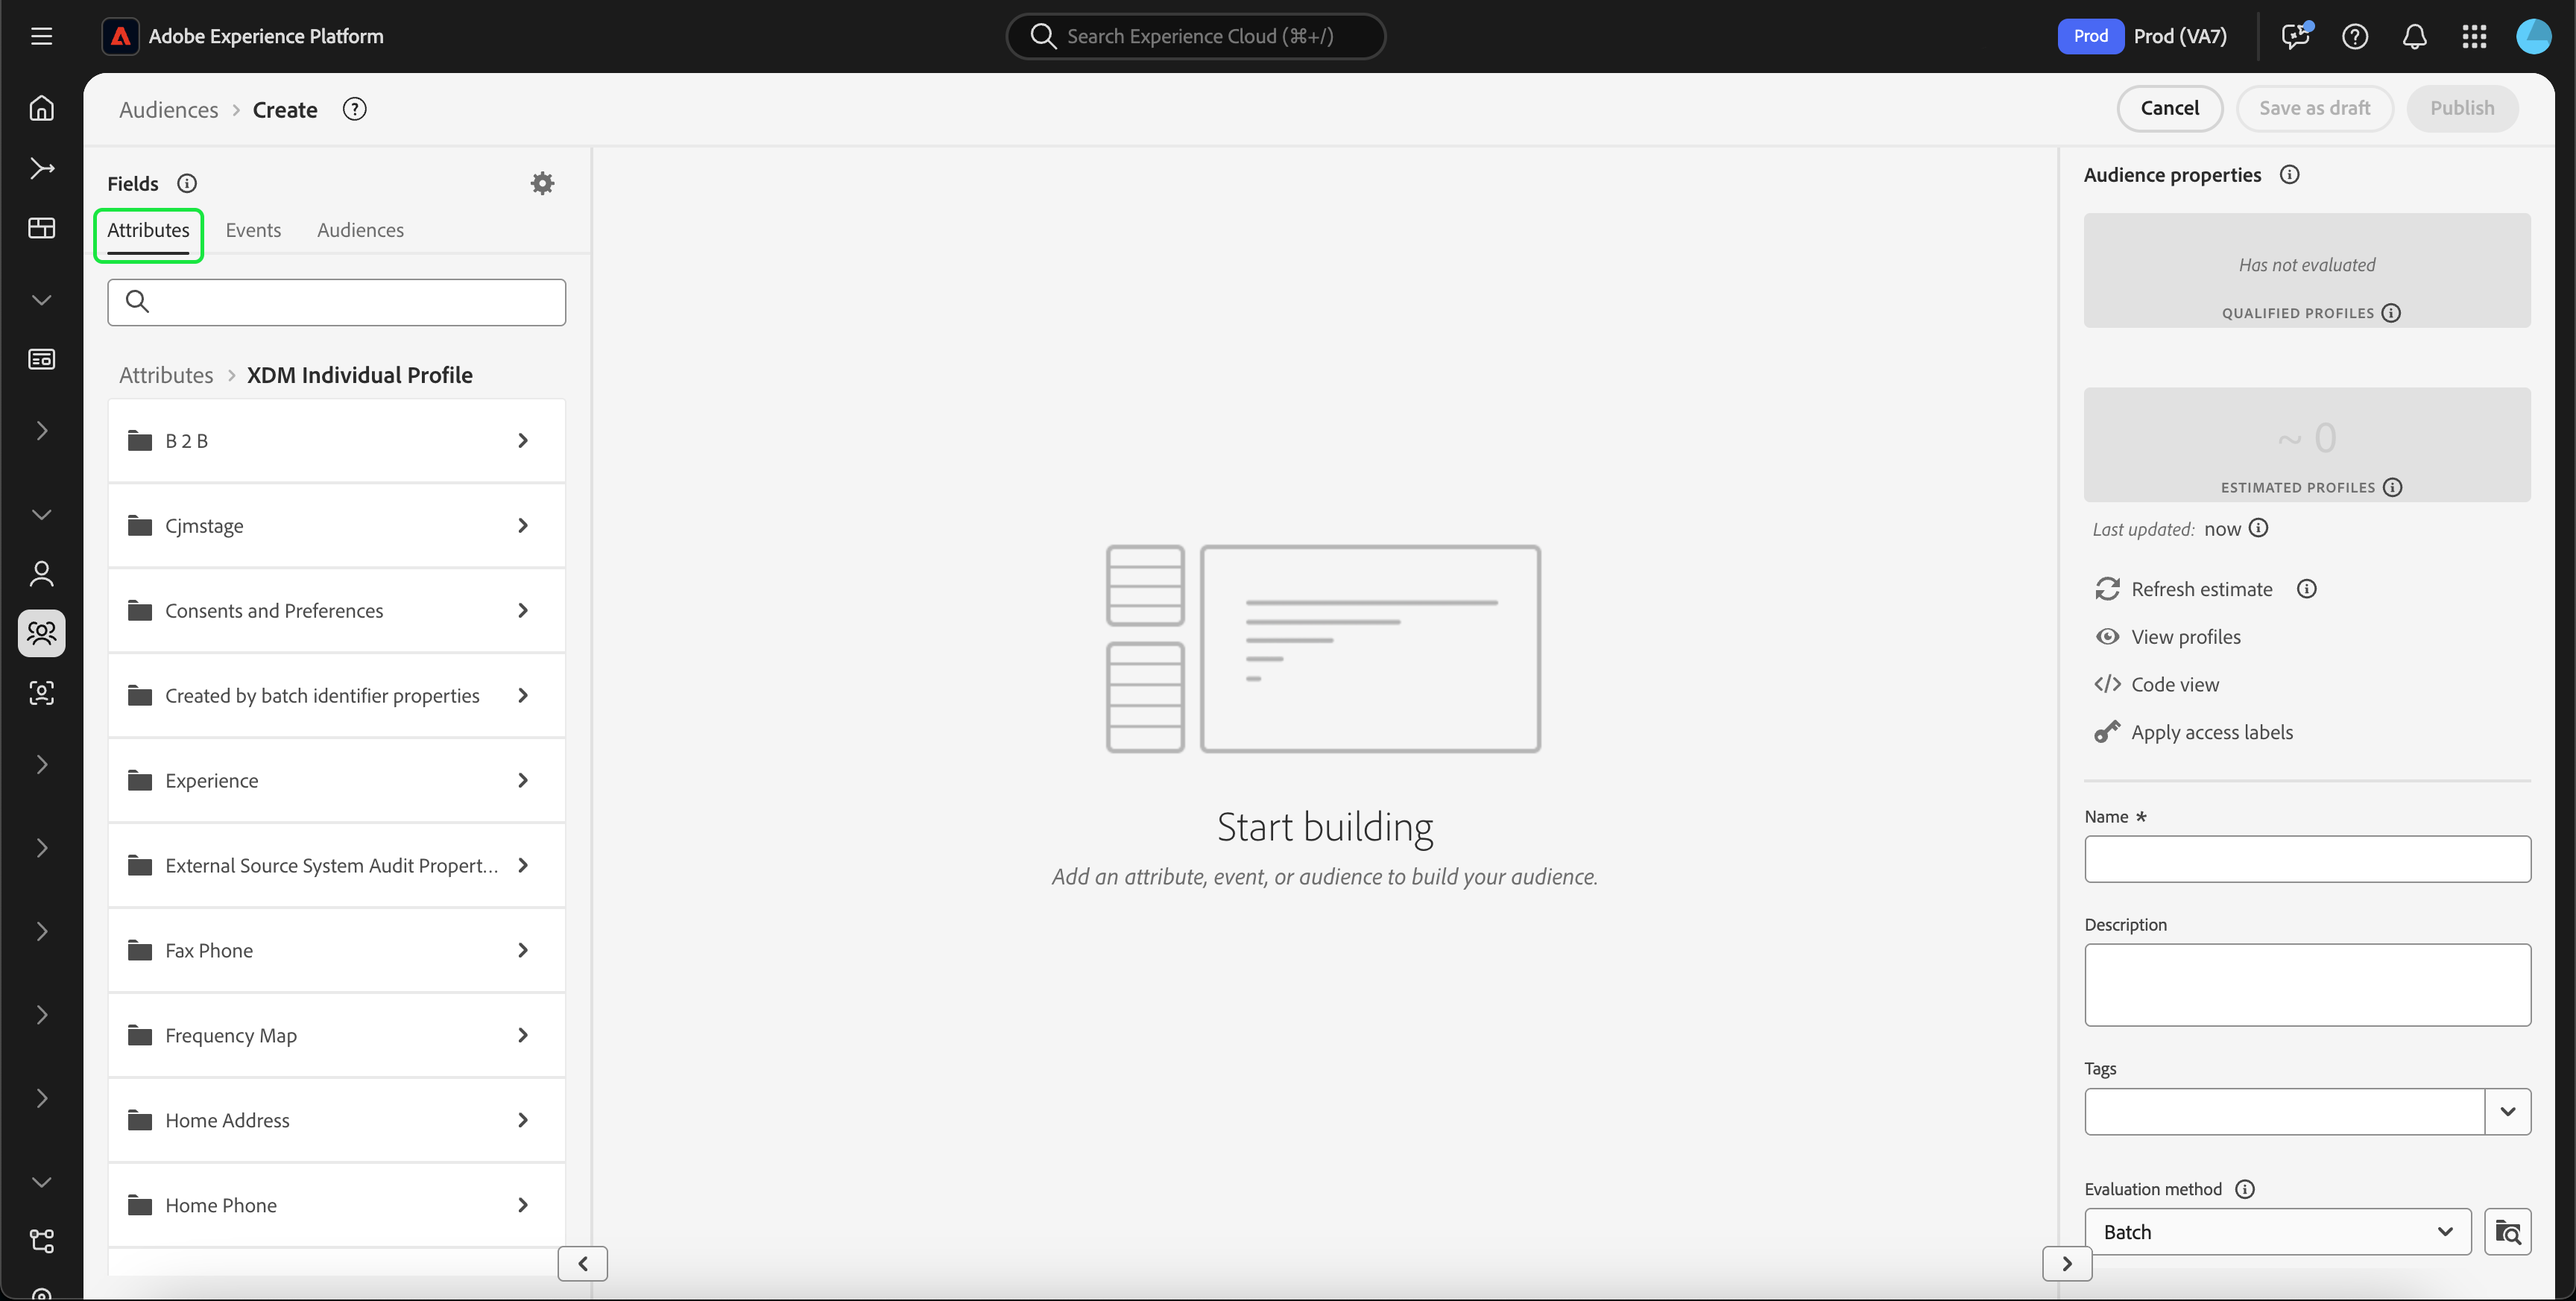 Adobe Experience Platform
Search Experience Cloud (⌘+/)
Prod
Prod (VA7)
Audiences > Create
Cancel
Save as draft
Publish
Fields
Attributes
Events
Audiences
Attributes > XDM Individual Profile
B 2 B
Cjmstage
Consents and Preferences
Created by batch identifier properties
Experience
External Source System Audit Propert...
Fax Phone
Frequency Map
Home Address
Home Phone
Start building
Add an attribute, event, or audience to build your audience.
Audience properties
Has not evaluated
QUALIFIED PROFILES
~ 0
ESTIMATED PROFILES
Last updated: now
Refresh estimate
View profiles
Code view
Apply access labels
Name *
Description
Tags
Evaluation method
Batch